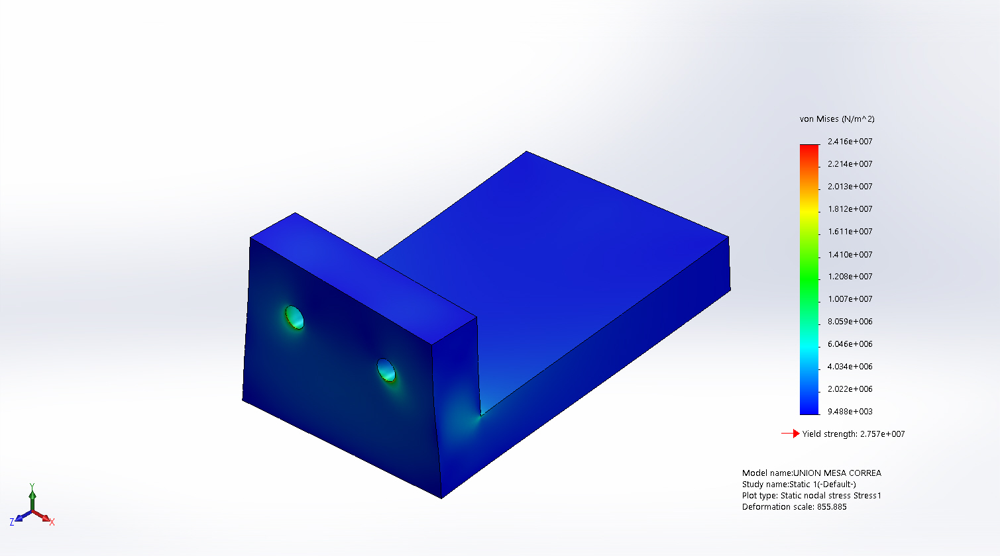 von Mises (N/m^2)
2.416e+007
2.214e+007
2.013e+007
1.812e+007
1.611e+007
1.410e+007
1.208e+007
1.007e+007
8.059e+006
6.046e+006
4.034e+006
2.022e+006
9.488e+003
Yield strength: 2.757e+007
Model name:UNION MESA CORREA
Study name:Static 1(-Default-)
Plot type: Static nodal stress Stress1
Deformation scale: 855.885
Y
Z
X